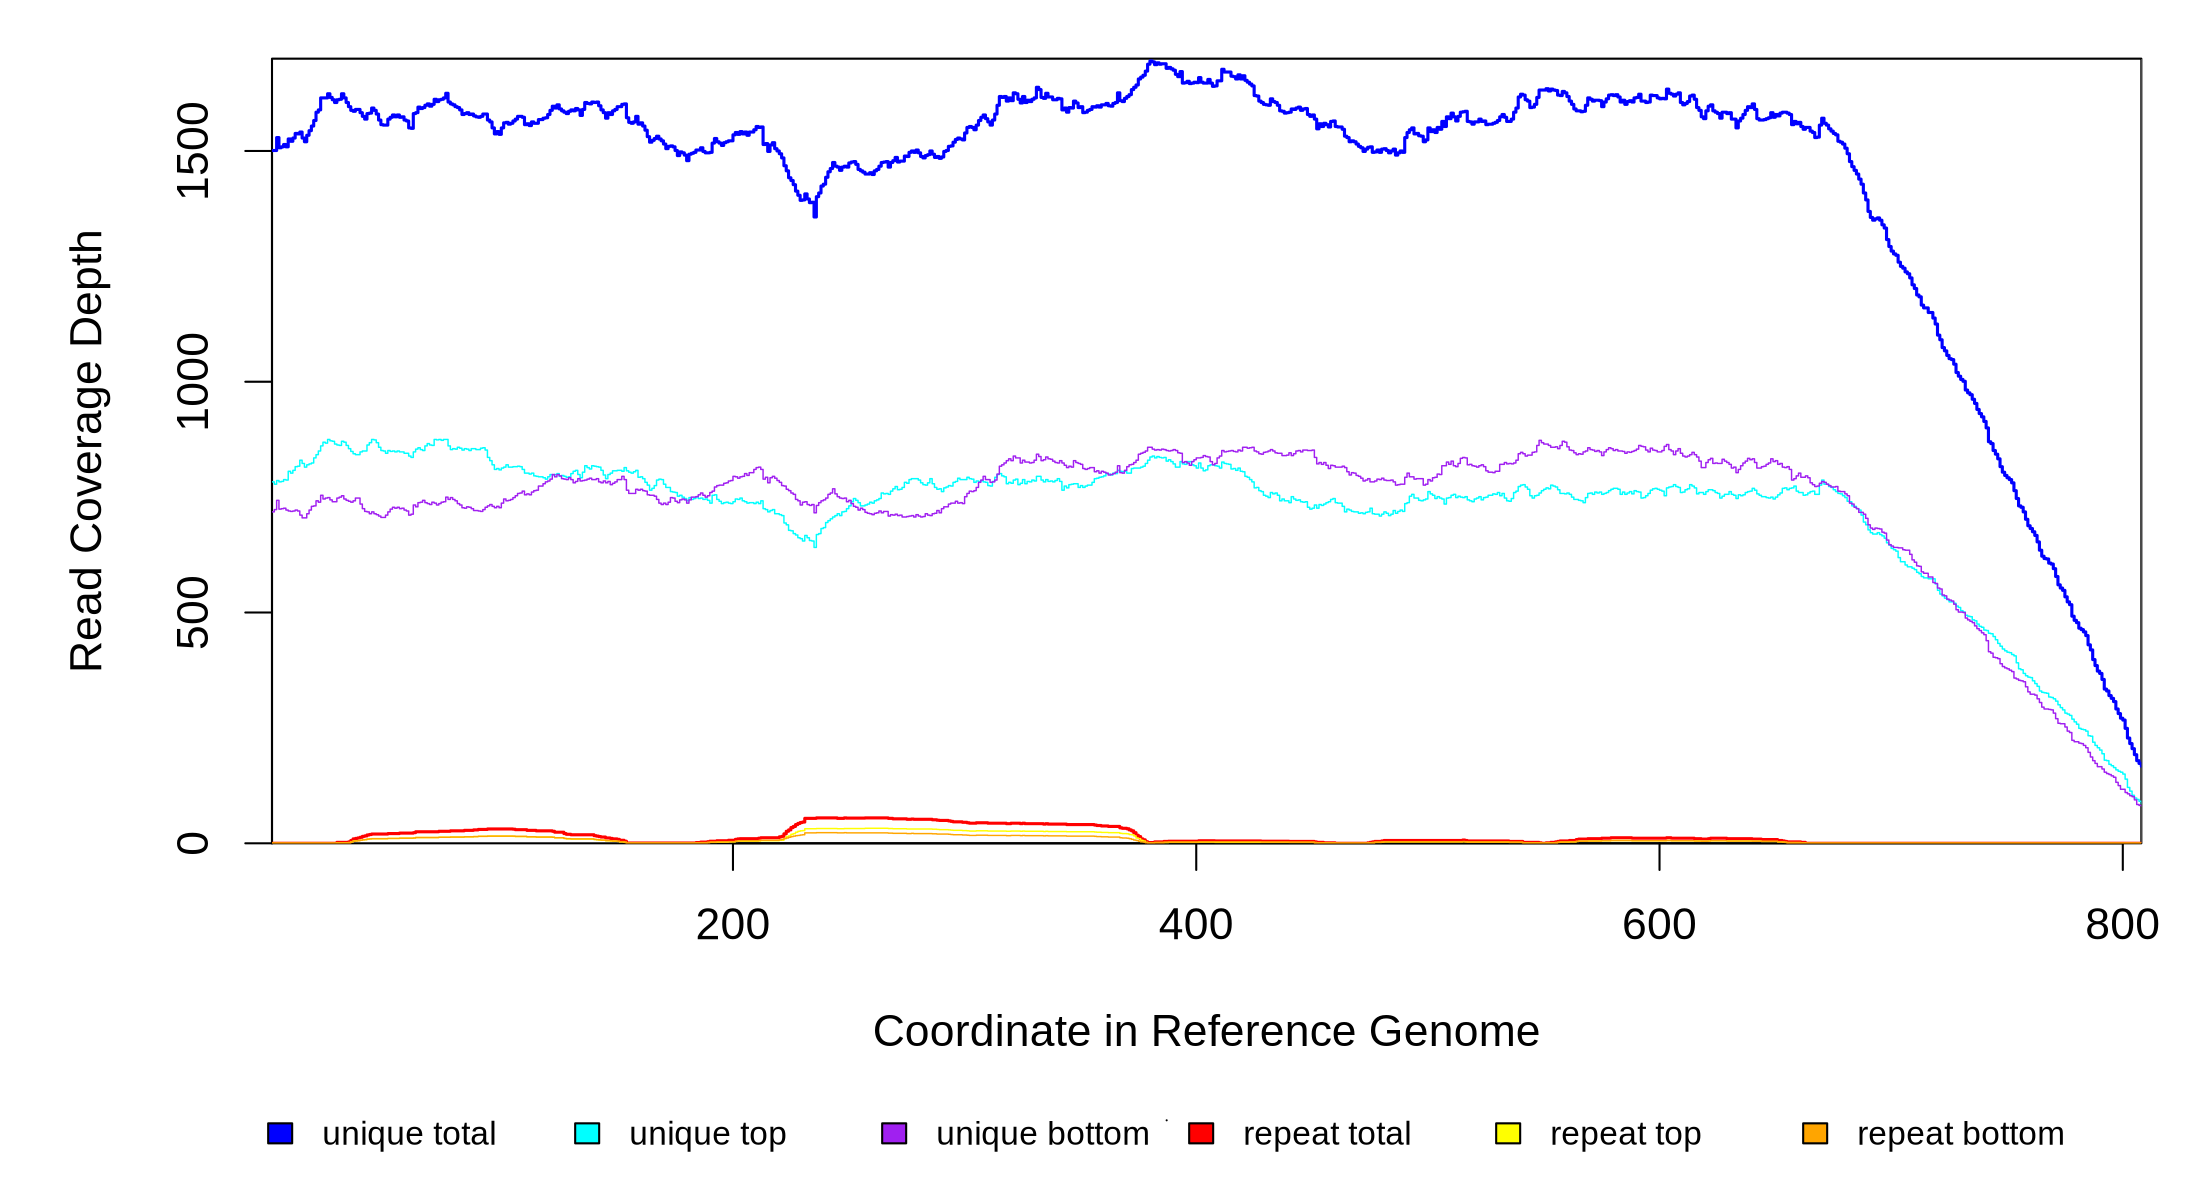 Read Coverage Depth
1500
1000
500
0
200 400 600 800
Coordinate in Reference Genome
unique total unique top unique bottom repeat total repeat top repeat bottom